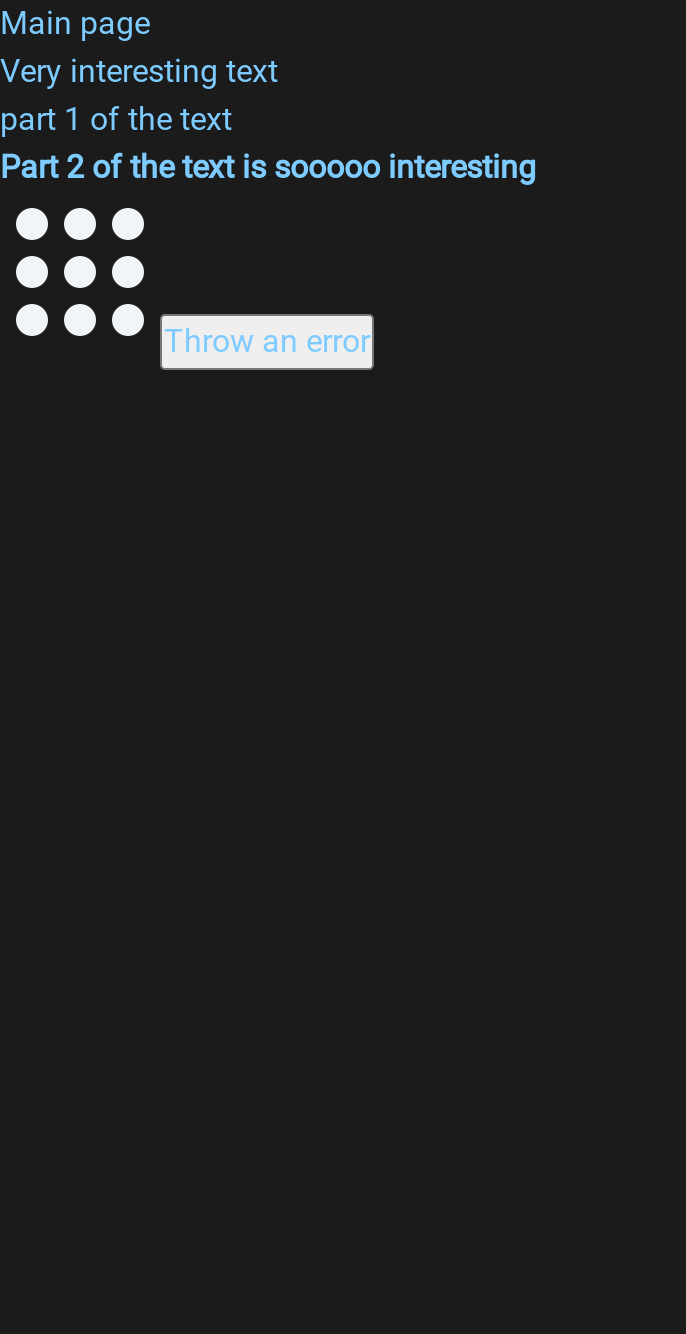 Main page
Very interesting text
part 1 of the text
Part 2 of the text is sooooo interesting
Throw an error